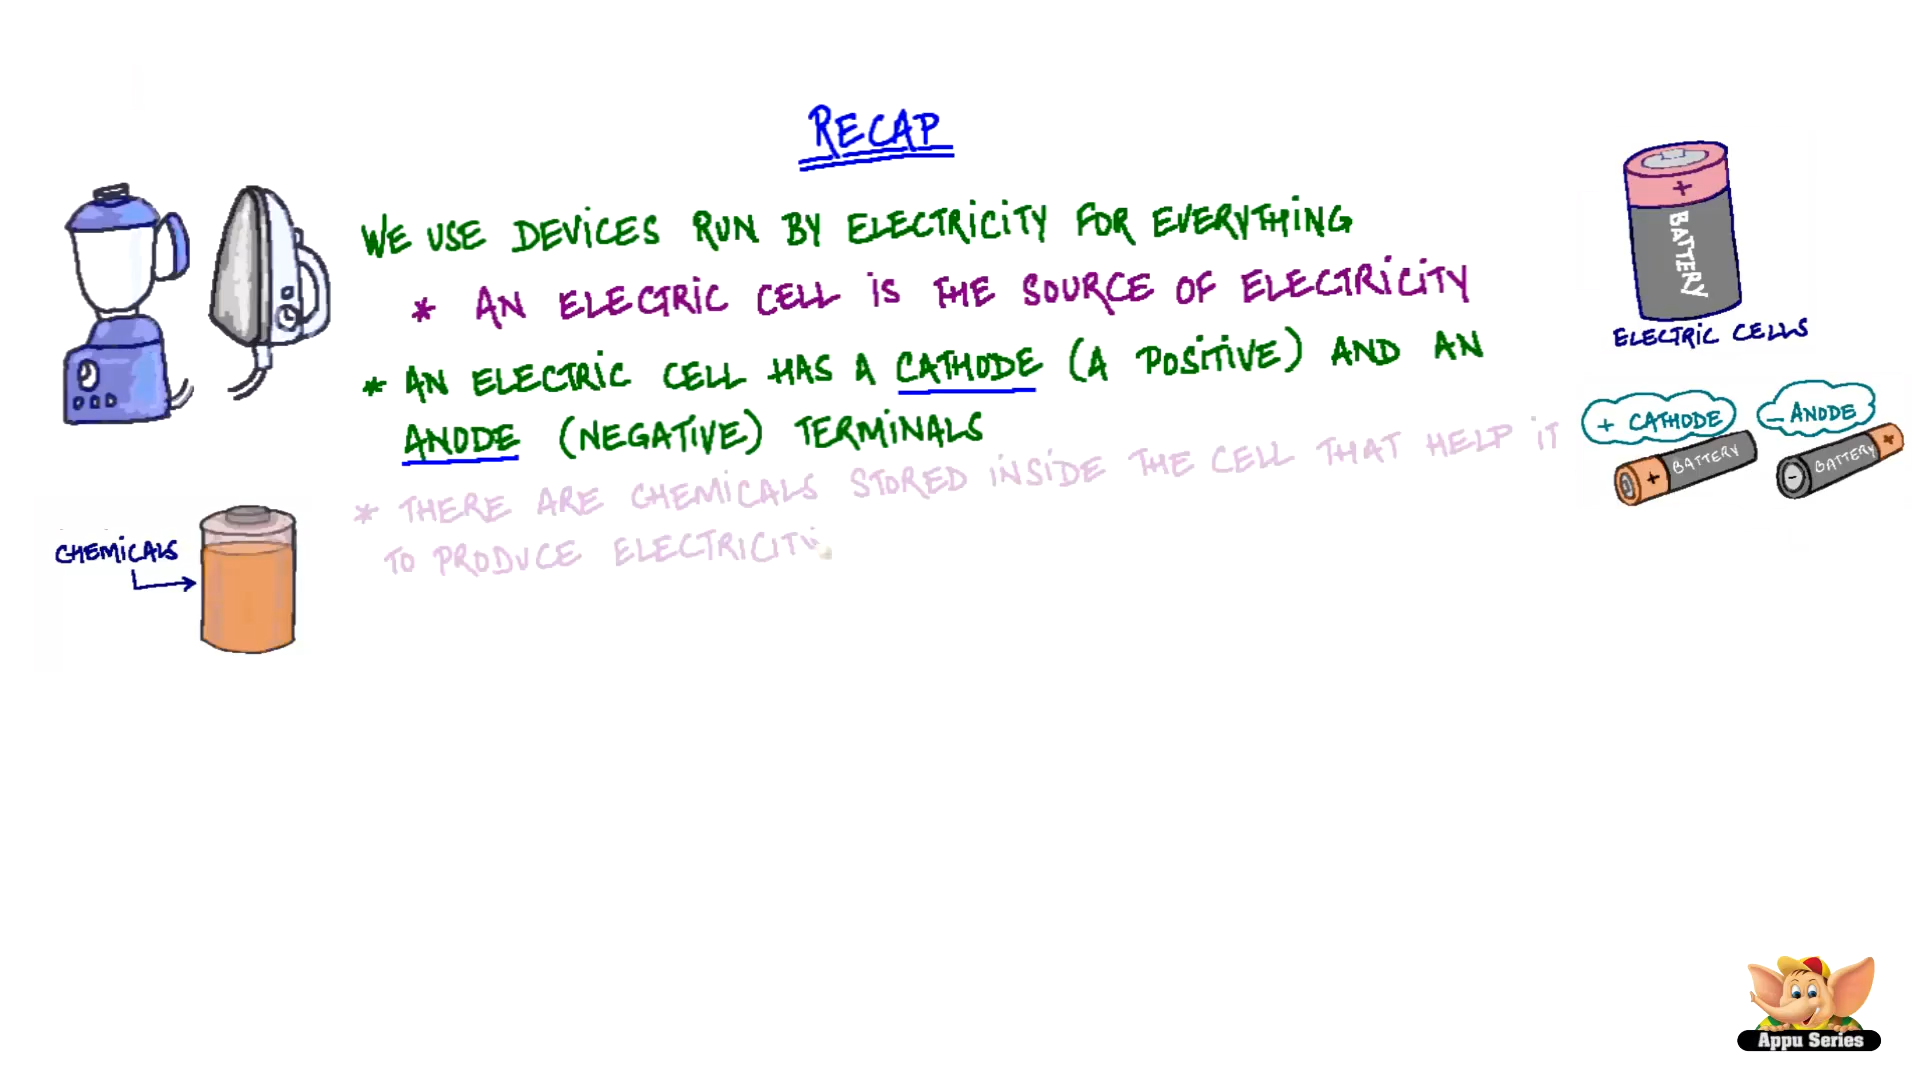 RECAP
WE USE DEVICES RUN BY ELECTRICITY FOR EVERYTHING
* AN ELECTRIC CELL IS THE SOURCE OF ELECTRICITY
* AN ELECTRIC CELL HAS A CATHODE (A POSITIVE) AND AN
ANODE (NEGATIVE) TERMINALS
* THERE ARE CHEMICALS STORED INSIDE THE CELL THAT HELP IT
TO PRODUCE ELECTRICITY
CHEMICALS
+
BATTERY
ELECTRIC CELLS
+ CATHODE
- ANODE
+ BATTERY
- BATTERY +
Appu Series